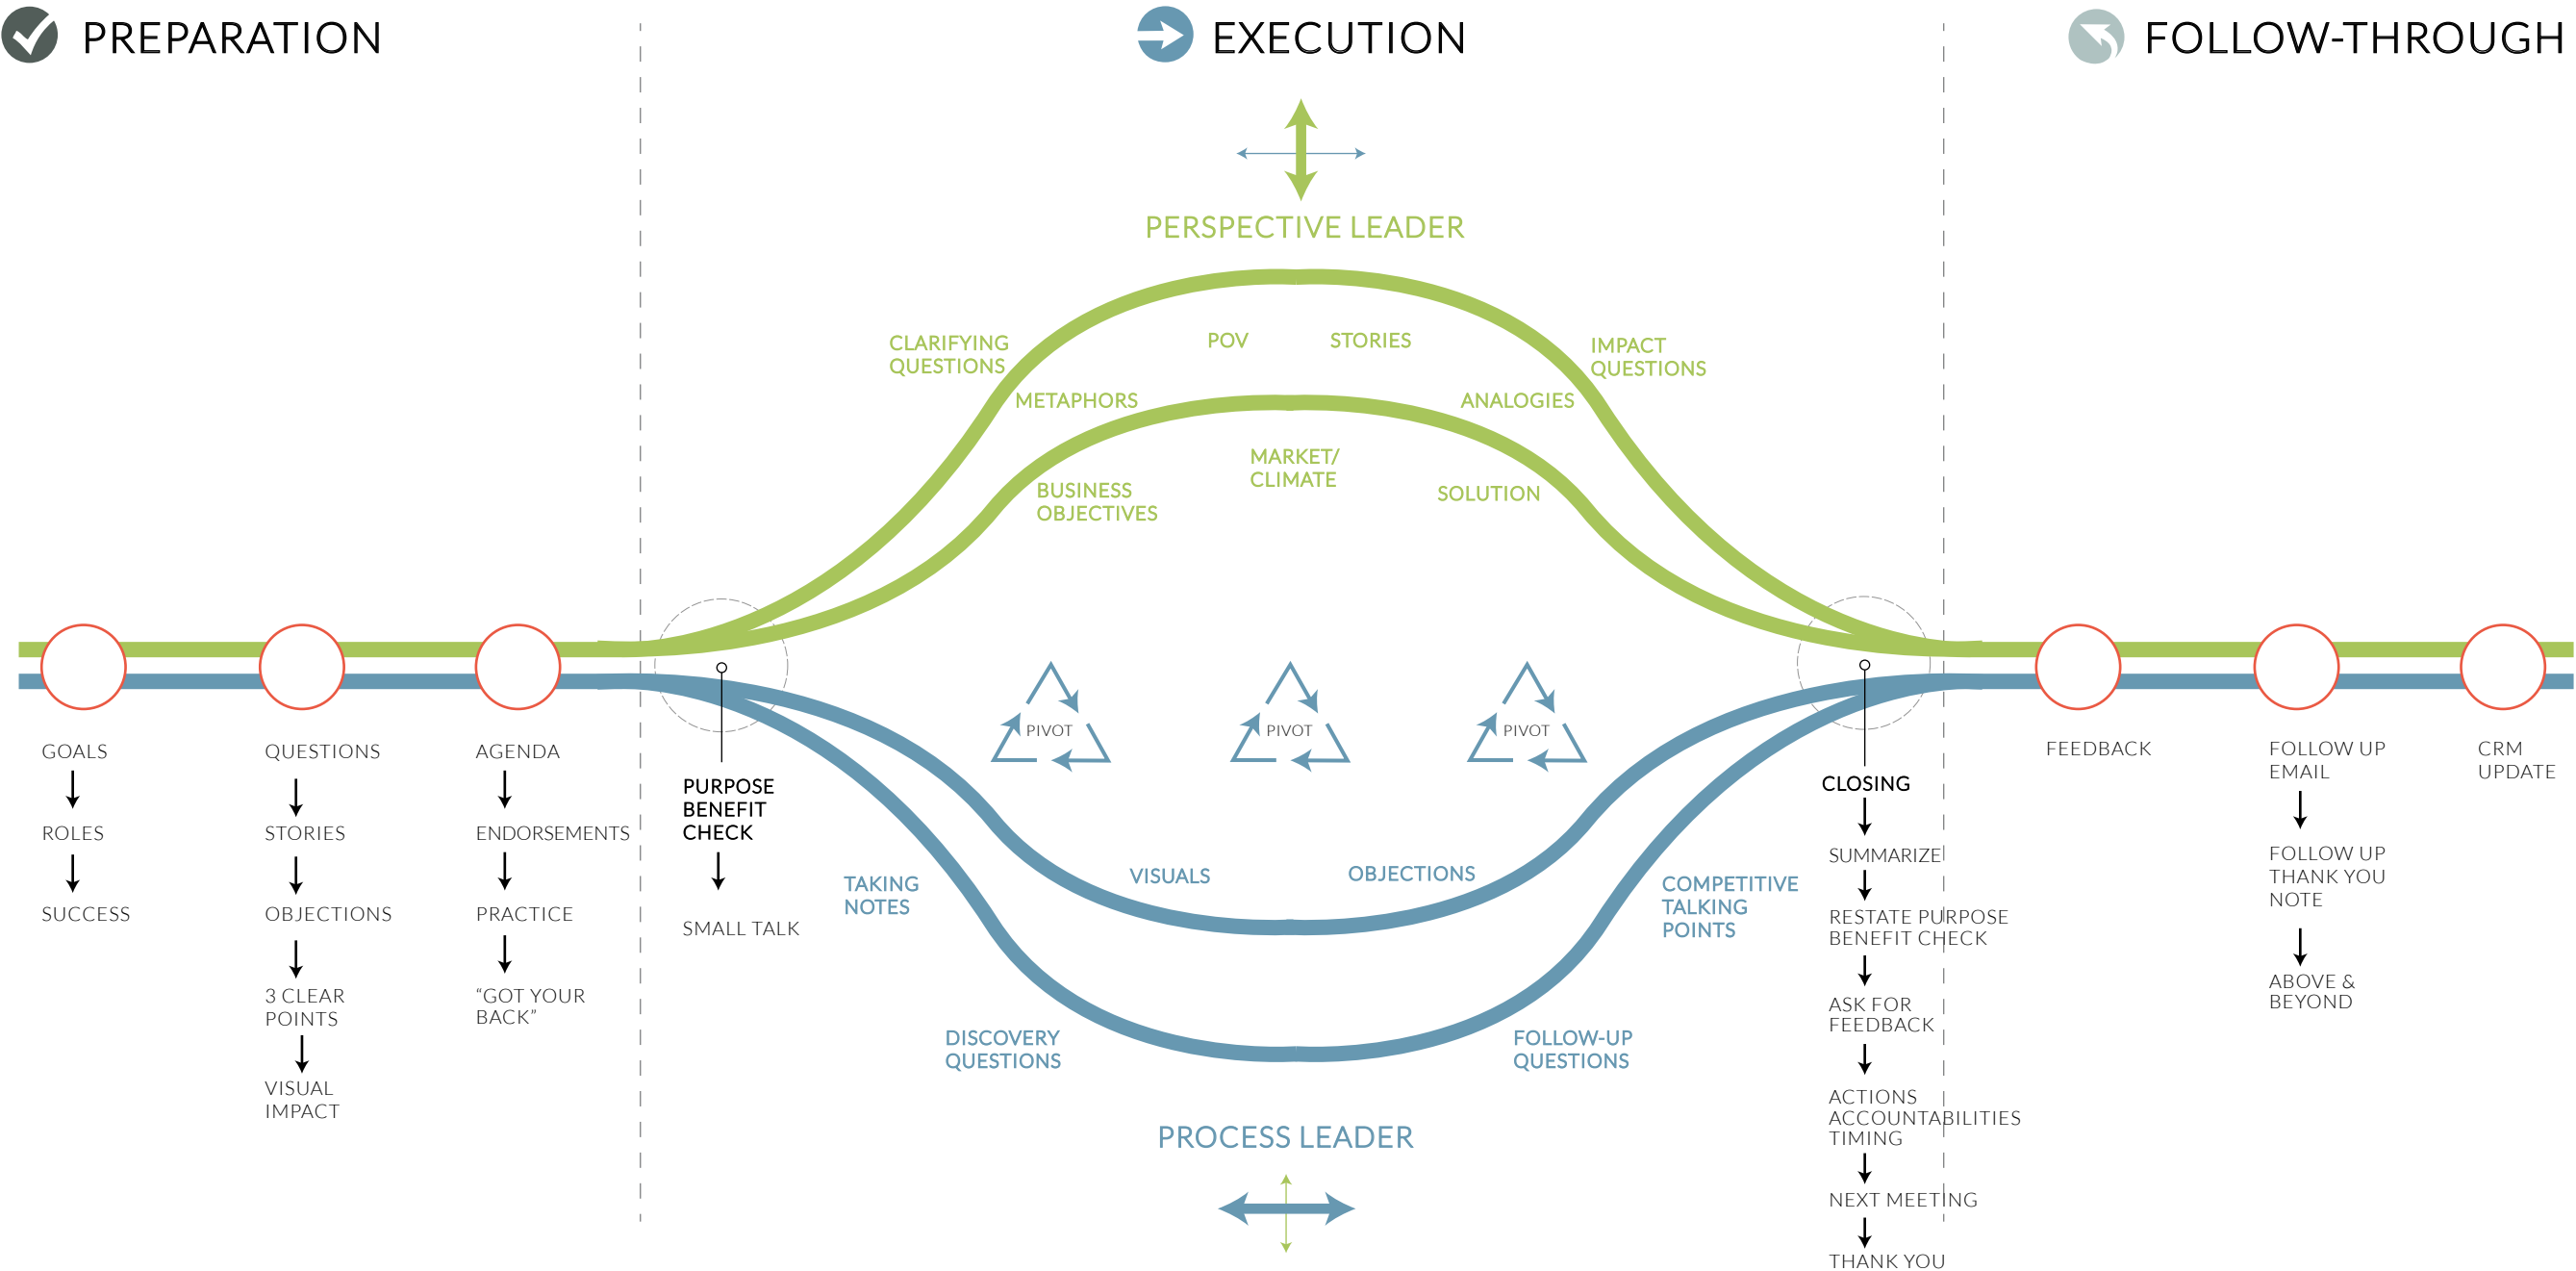 PREPARATION
EXECUTION
FOLLOW-THROUGH
PERSPECTIVE LEADER
CLARIFYING
QUESTIONS
POV
STORIES
IMPACT
QUESTIONS
METAPHORS
ANALOGIES
MARKET/
CLIMATE
BUSINESS
OBJECTIVES
SOLUTION
PIVOT
PIVOT
PIVOT
GOALS
ROLES
SUCCESS
QUESTIONS
STORIES
OBJECTIONS
3 CLEAR
POINTS
VISUAL
IMPACT
AGENDA
ENDORSEMENTS
PRACTICE
“GOT YOUR
BACK”
PURPOSE
BENEFIT
CHECK
SMALL TALK
TAKING
NOTES
VISUALS
OBJECTIONS
COMPETITIVE
TALKING
POINTS
DISCOVERY
QUESTIONS
FOLLOW-UP
QUESTIONS
PROCESS LEADER
CLOSING
SUMMARIZE
RESTATE PURPOSE
BENEFIT CHECK
ASK FOR
FEEDBACK
ACTIONS
ACCOUNTABILITIES
TIMING
NEXT MEETING
THANK YOU
FEEDBACK
FOLLOW UP
EMAIL
FOLLOW UP
THANK YOU
NOTE
ABOVE &
BEYOND
CRM
UPDATE